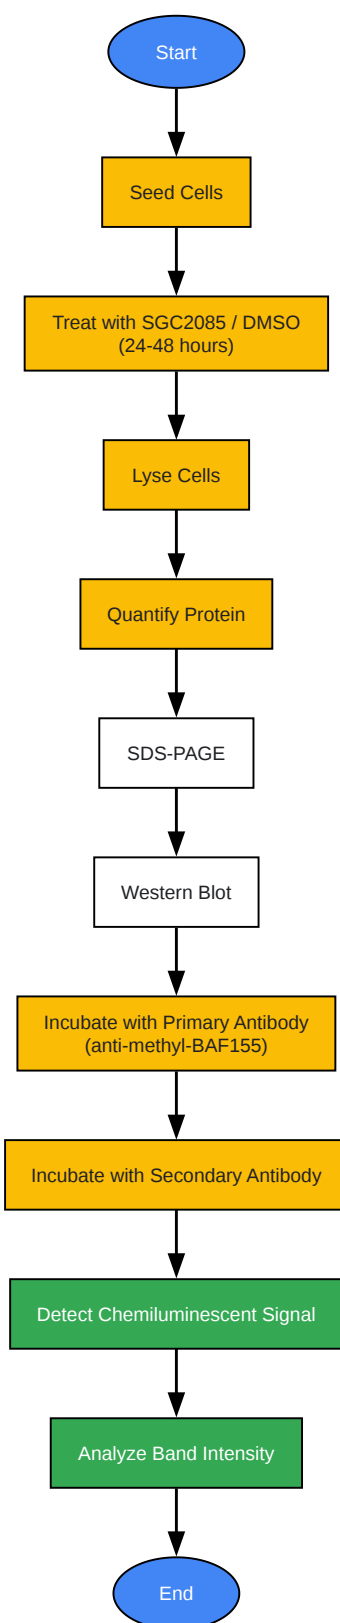 Start
Seed Cells
Treat with SGC2085 / DMSO
(24-48 hours)
Lyse Cells
Quantify Protein
SDS-PAGE
Western Blot
Incubate with Primary Antibody
(anti-methyl-BAF155)
Incubate with Secondary Antibody
Detect Chemiluminescent Signal
Analyze Band Intensity
End